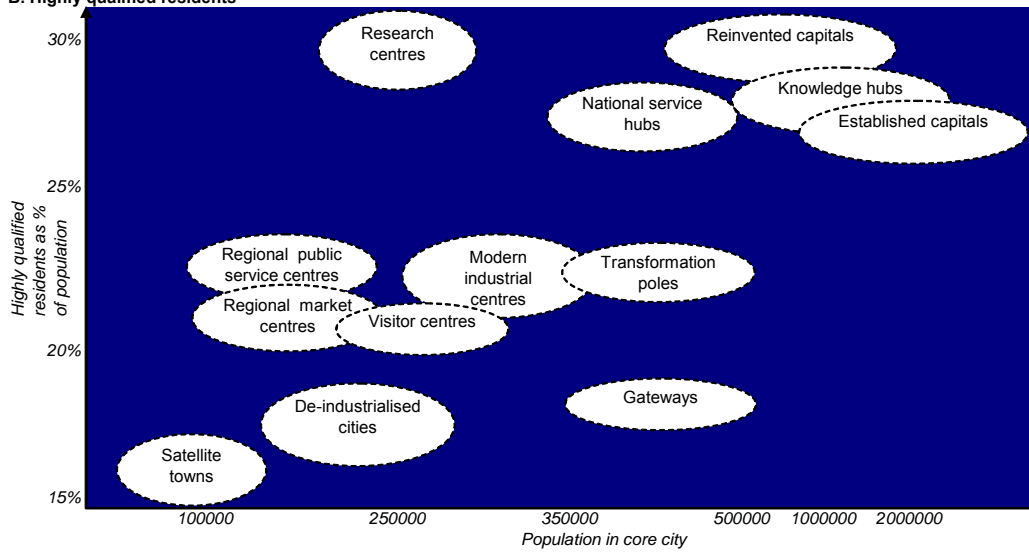 B. Highly qualified residents
30%
25%
20%
15%
Highly qualified
residents as %
of population
Research
centres
Reinvented capitals
Knowledge hubs
National service
hubs
Established capitals
Regional public
service centres
Modern
industrial
centres
Transformation
poles
Regional market
centres
Visitor centres
De-industrialised
cities
Gateways
Satellite
towns
100000 250000 350000 500000 1000000 2000000
Population in core city